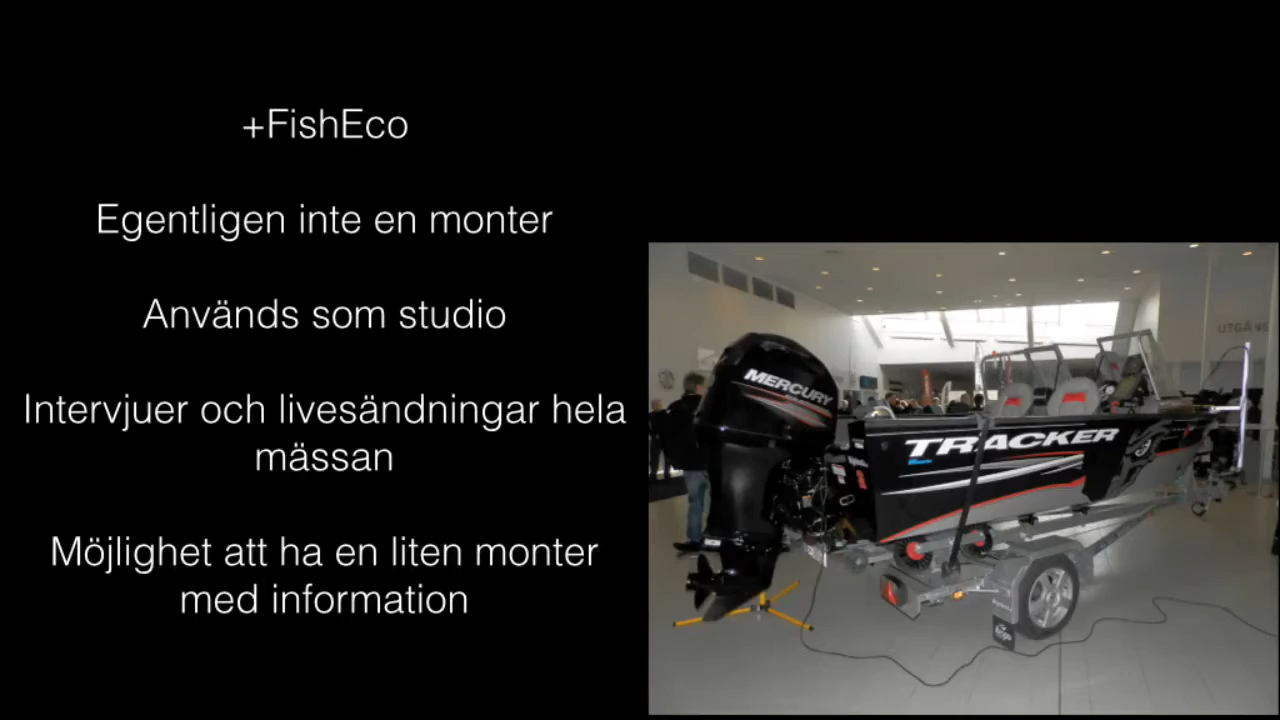 +FishEco
Egentligen inte en monter
Används som studio
Intervjuer och livesändningar hela
mässan
Möjlighet att ha en liten monter
med information
MERCURY
TRACKER